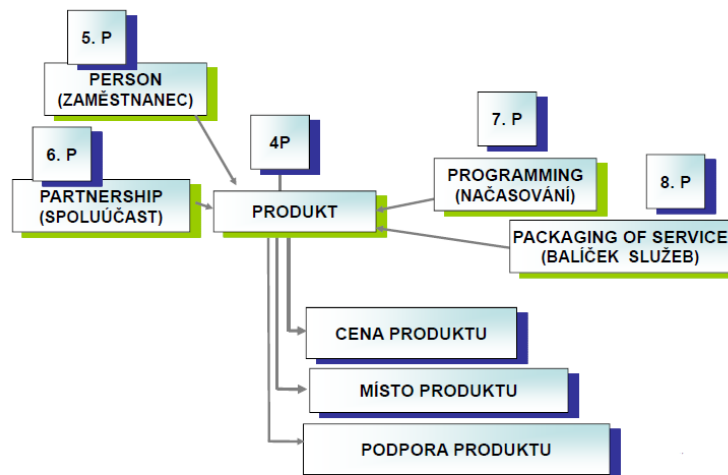 5. P
PERSON
(ZAMĚSTNANEC)
6. P
PARTNERSHIP
(SPOLUÚČAST)
4P
PRODUKT
7. P
PROGRAMMING
(NAČASOVÁNÍ)
8. P
PACKAGING OF SERVICE
(BALÍČEK SLUŽEB)
CENA PRODUKTU
MÍSTO PRODUKTU
PODPORA PRODUKTU